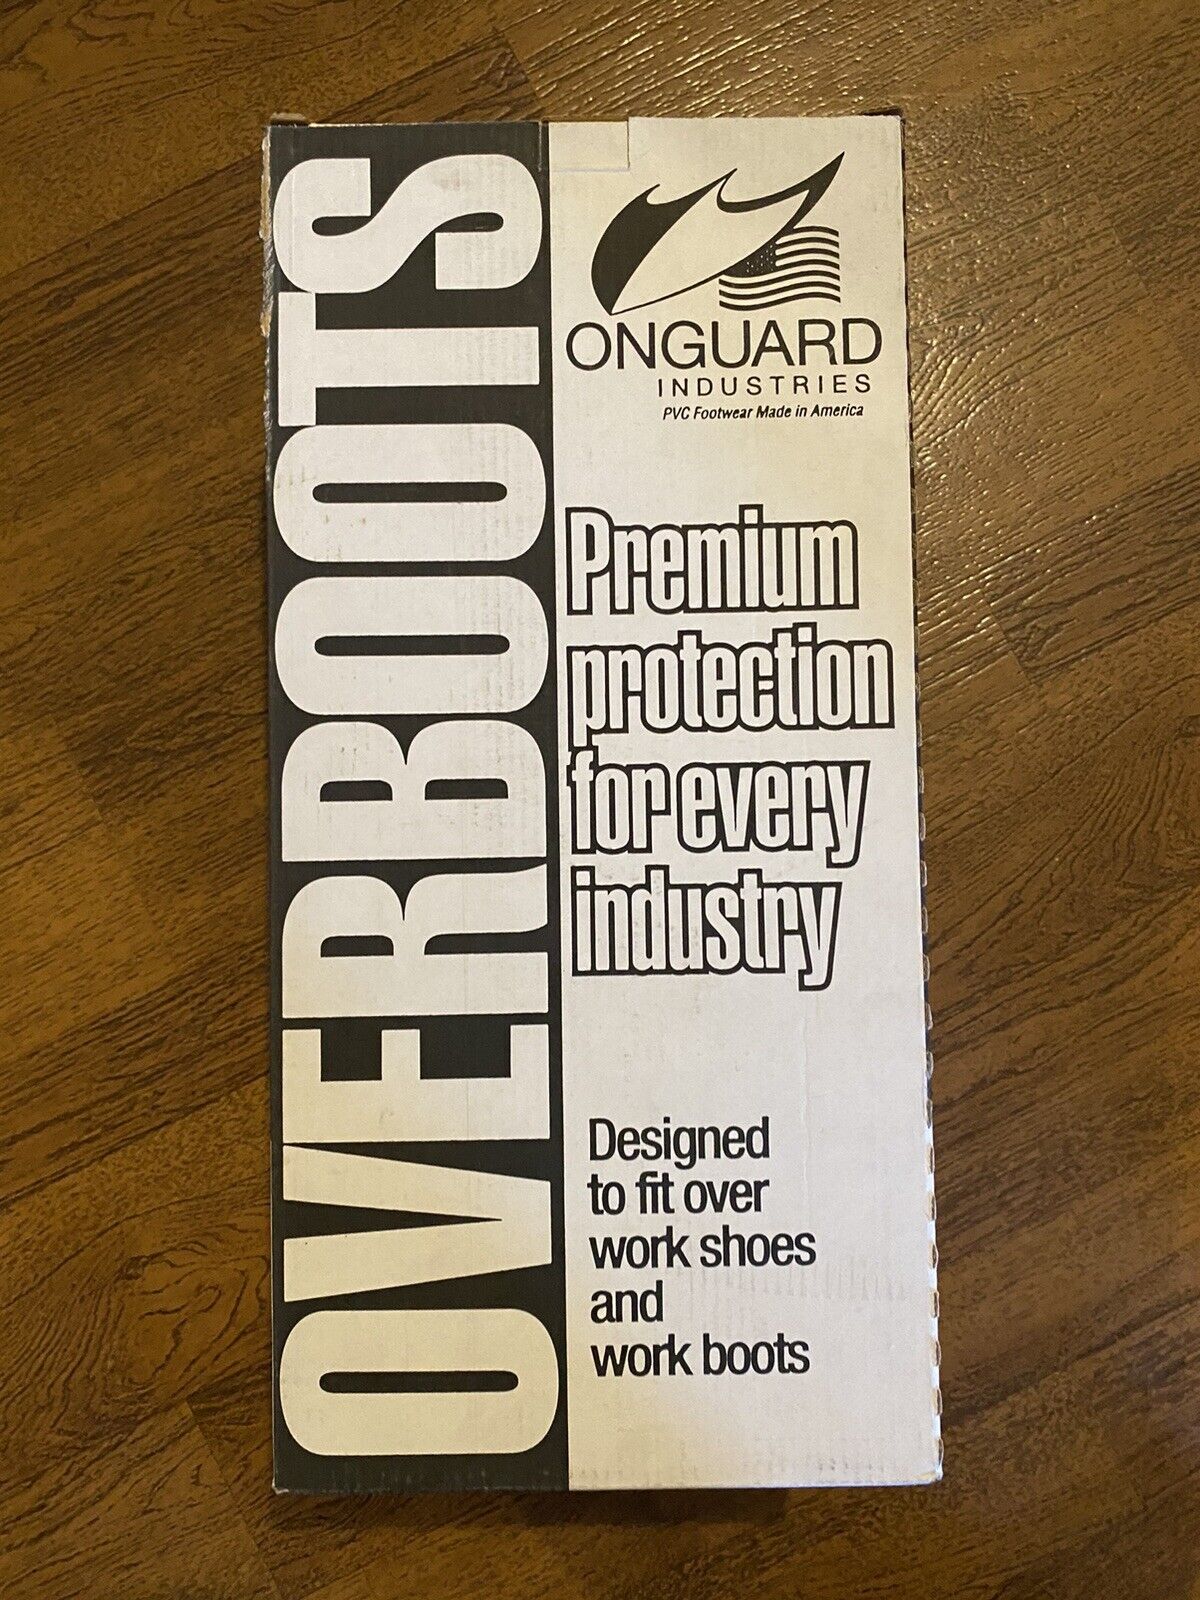 OVERBOOTS
ONGUARD
INDUSTRIES
PVC Footwear Made in America
Premium
protection
for every
industry
Designed
to fit over
work shoes
and
work boots